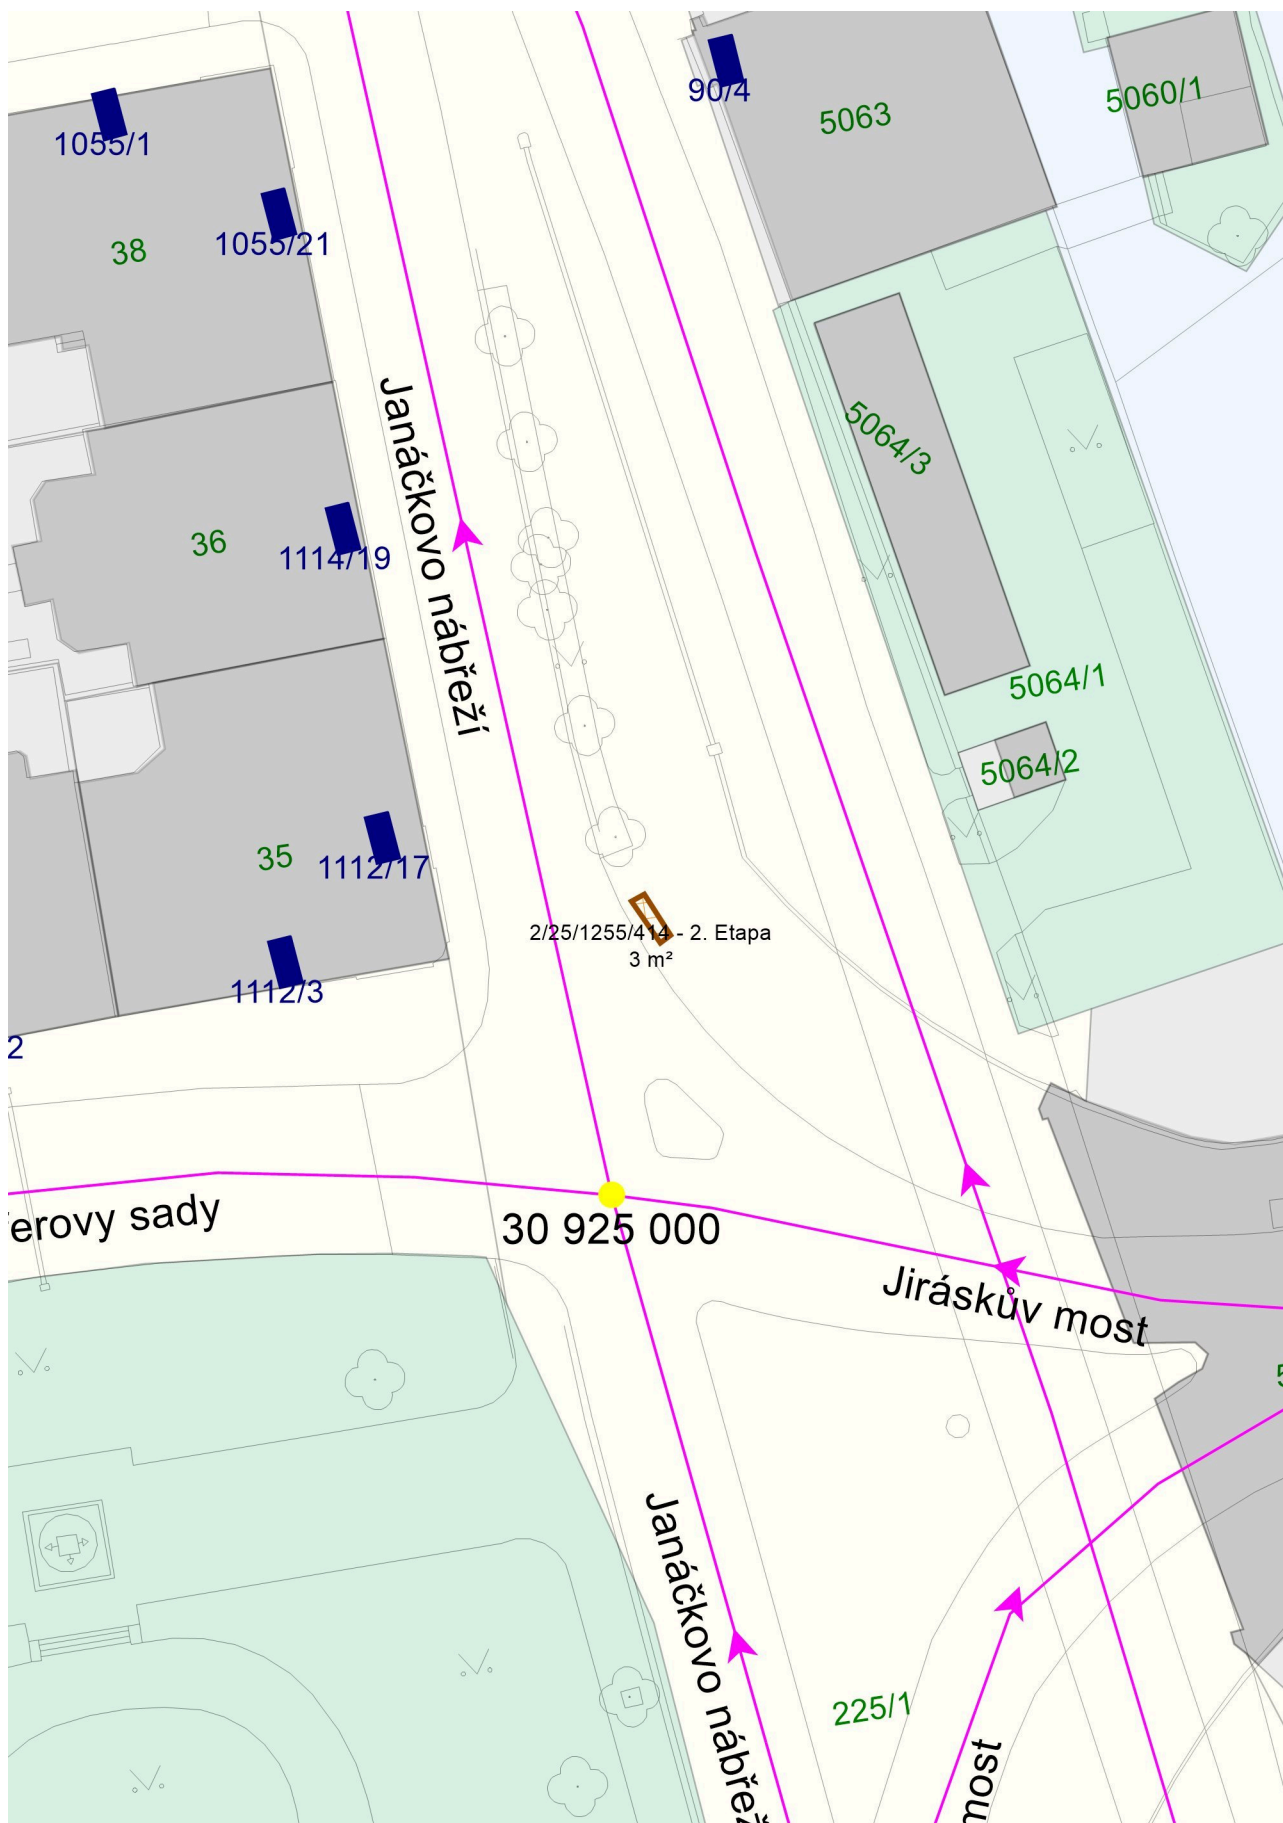 90/4
5063
5060/1
1055/1
1055/21
38
Janáčkovo nábřeží
5064/3
36
1114/19
5064/1
5064/2
35
1112/17
2/25/1255/414 - 2. Etapa
3 m²
1112/3
2
erovy sady
30 925 000
Jiráskův most
5
Janáčkovo nábřež
225/1
most